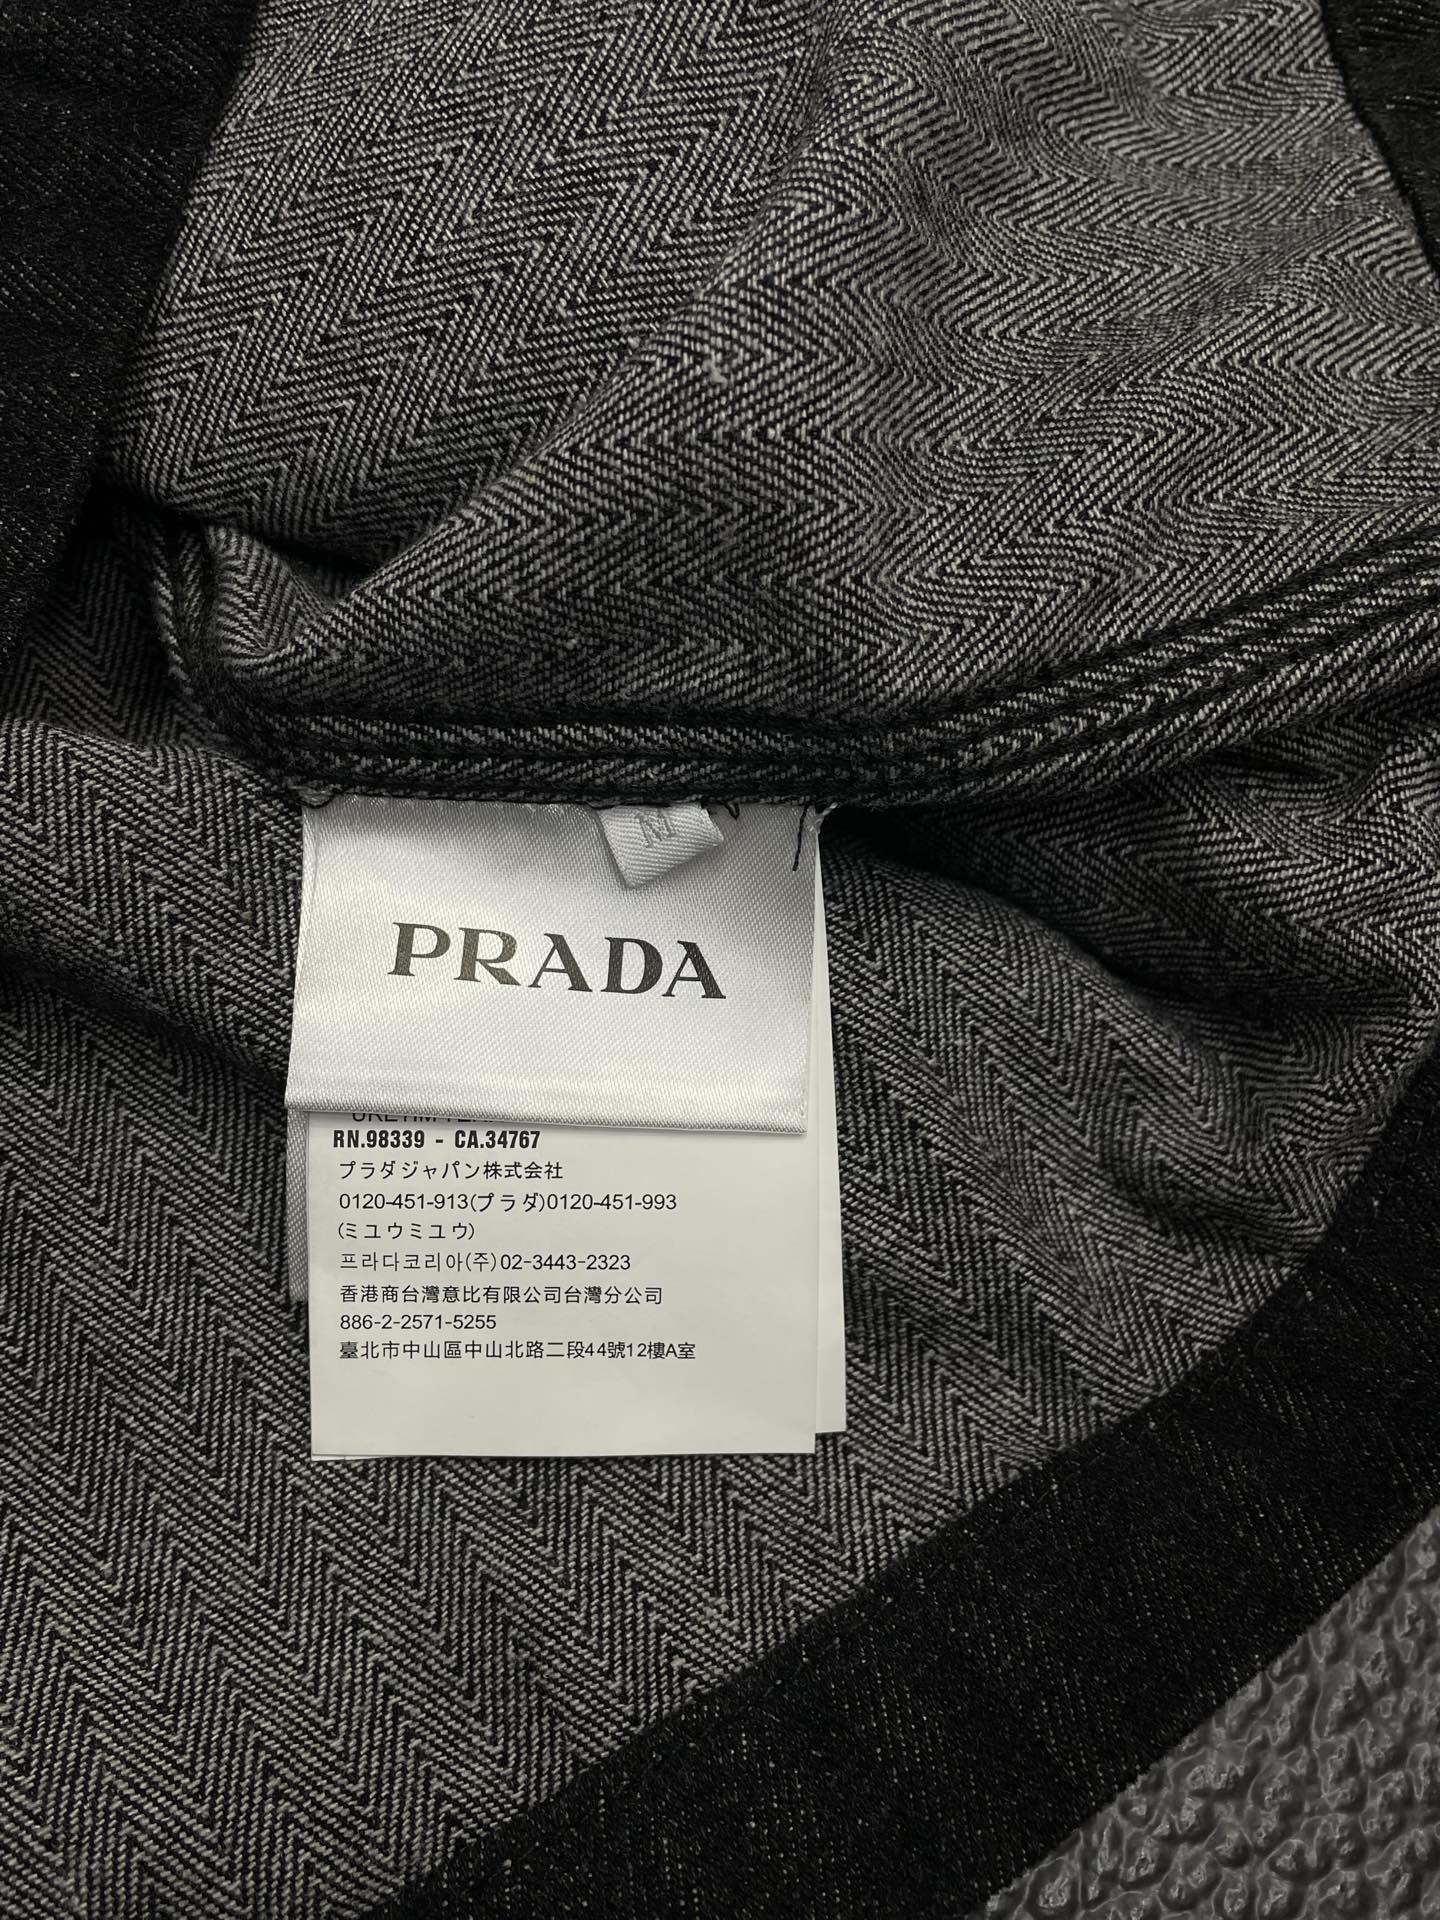 M
PRADA
RN.98339 - CA.34767
プラダジャパン株式会社
0120-451-913(プラダ)0120-451-993
(ミユウミユウ)
프라다코리아(주)02-3443-2323
香港商台灣意比有限公司台灣分公司
886-2-2571-5255
臺北市中山區中山北路二段44號12樓A室